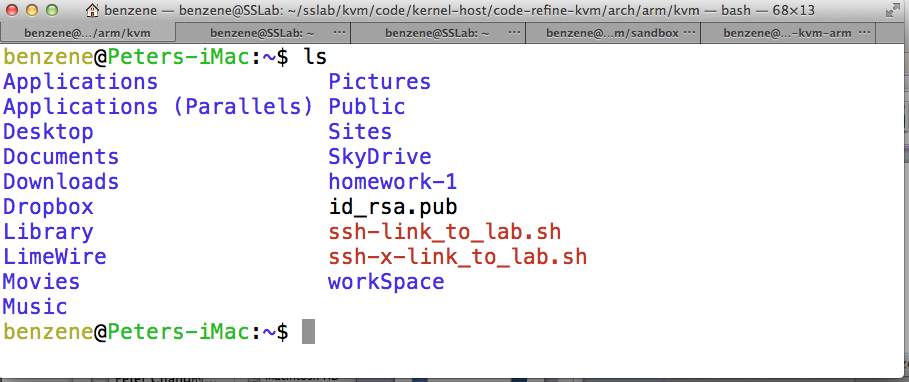 benzene — benzene@SSLab: ~/sslab/kvm/code/kernel-host/code-refine-kvm/arch/arm/kvm — bash — 68×13
benzene@.../arm/kvm benzene@SSLab: ~ ... benzene@SSLab: ~ ... benzene@...m/sandbox ... benzene@...-kvm-arm ...
benzene@Peters-iMac:~$ ls
Applications Pictures
Applications (Parallels) Public
Desktop Sites
Documents SkyDrive
Downloads homework-1
Dropbox id_rsa.pub
Library ssh-link_to_lab.sh
LimeWire ssh-x-link_to_lab.sh
Movies workSpace
Music
benzene@Peters-iMac:~$